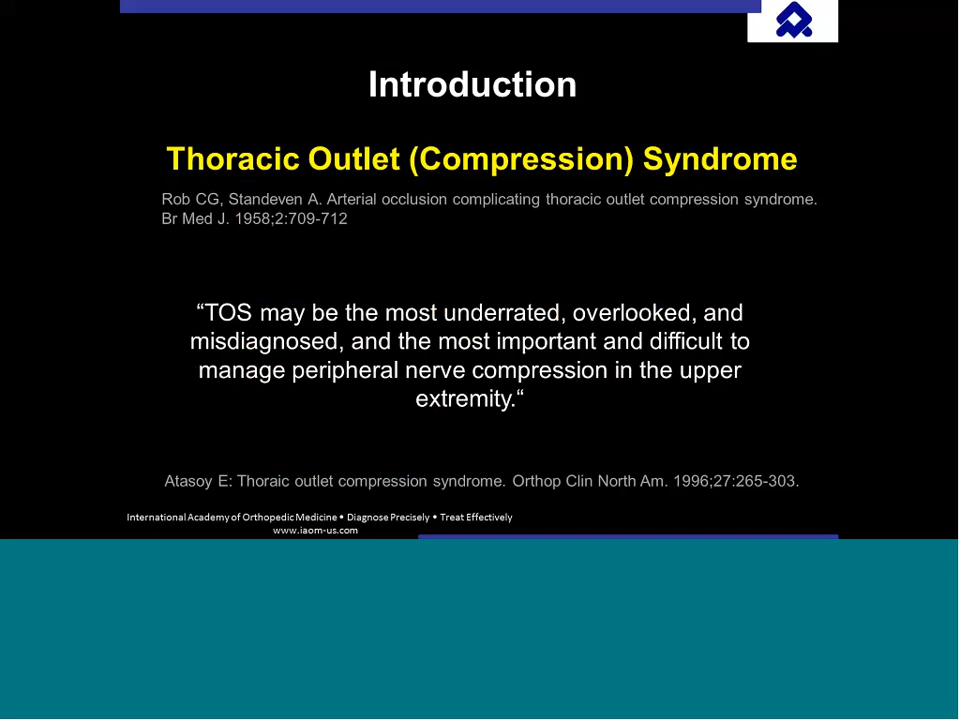 Introduction
Thoracic Outlet (Compression) Syndrome
Rob CG, Standeven A. Arterial occlusion complicating thoracic outlet compression syndrome.
Br Med J. 1958;2:709-712
“TOS may be the most underrated, overlooked, and
misdiagnosed, and the most important and difficult to
manage peripheral nerve compression in the upper
extremity.“
Atasoy E: Thoraic outlet compression syndrome. Orthop Clin North Am. 1996;27:265-303.
International Academy of Orthopedic Medicine • Diagnose Precisely • Treat Effectively
www.iaom-us.com